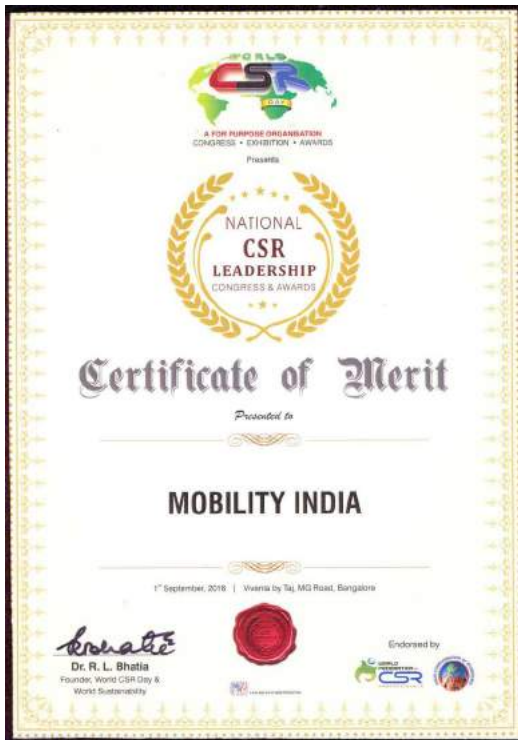 WORLD
CSR
DAY
A FOR PURPOSE ORGANISATION
CONGRESS • EXHIBITION • AWARDS
Presents
NATIONAL
CSR
LEADERSHIP
CONGRESS & AWARDS
Certificate of Merit
Presented to
MOBILITY INDIA
1st September, 2016 | Vivanta by Taj, MG Road, Bangalore
Dr. R. L. Bhatia
Founder, World CSR Day &
World Sustainability
Endorsed by
WORLD
FEDERATION
CSR